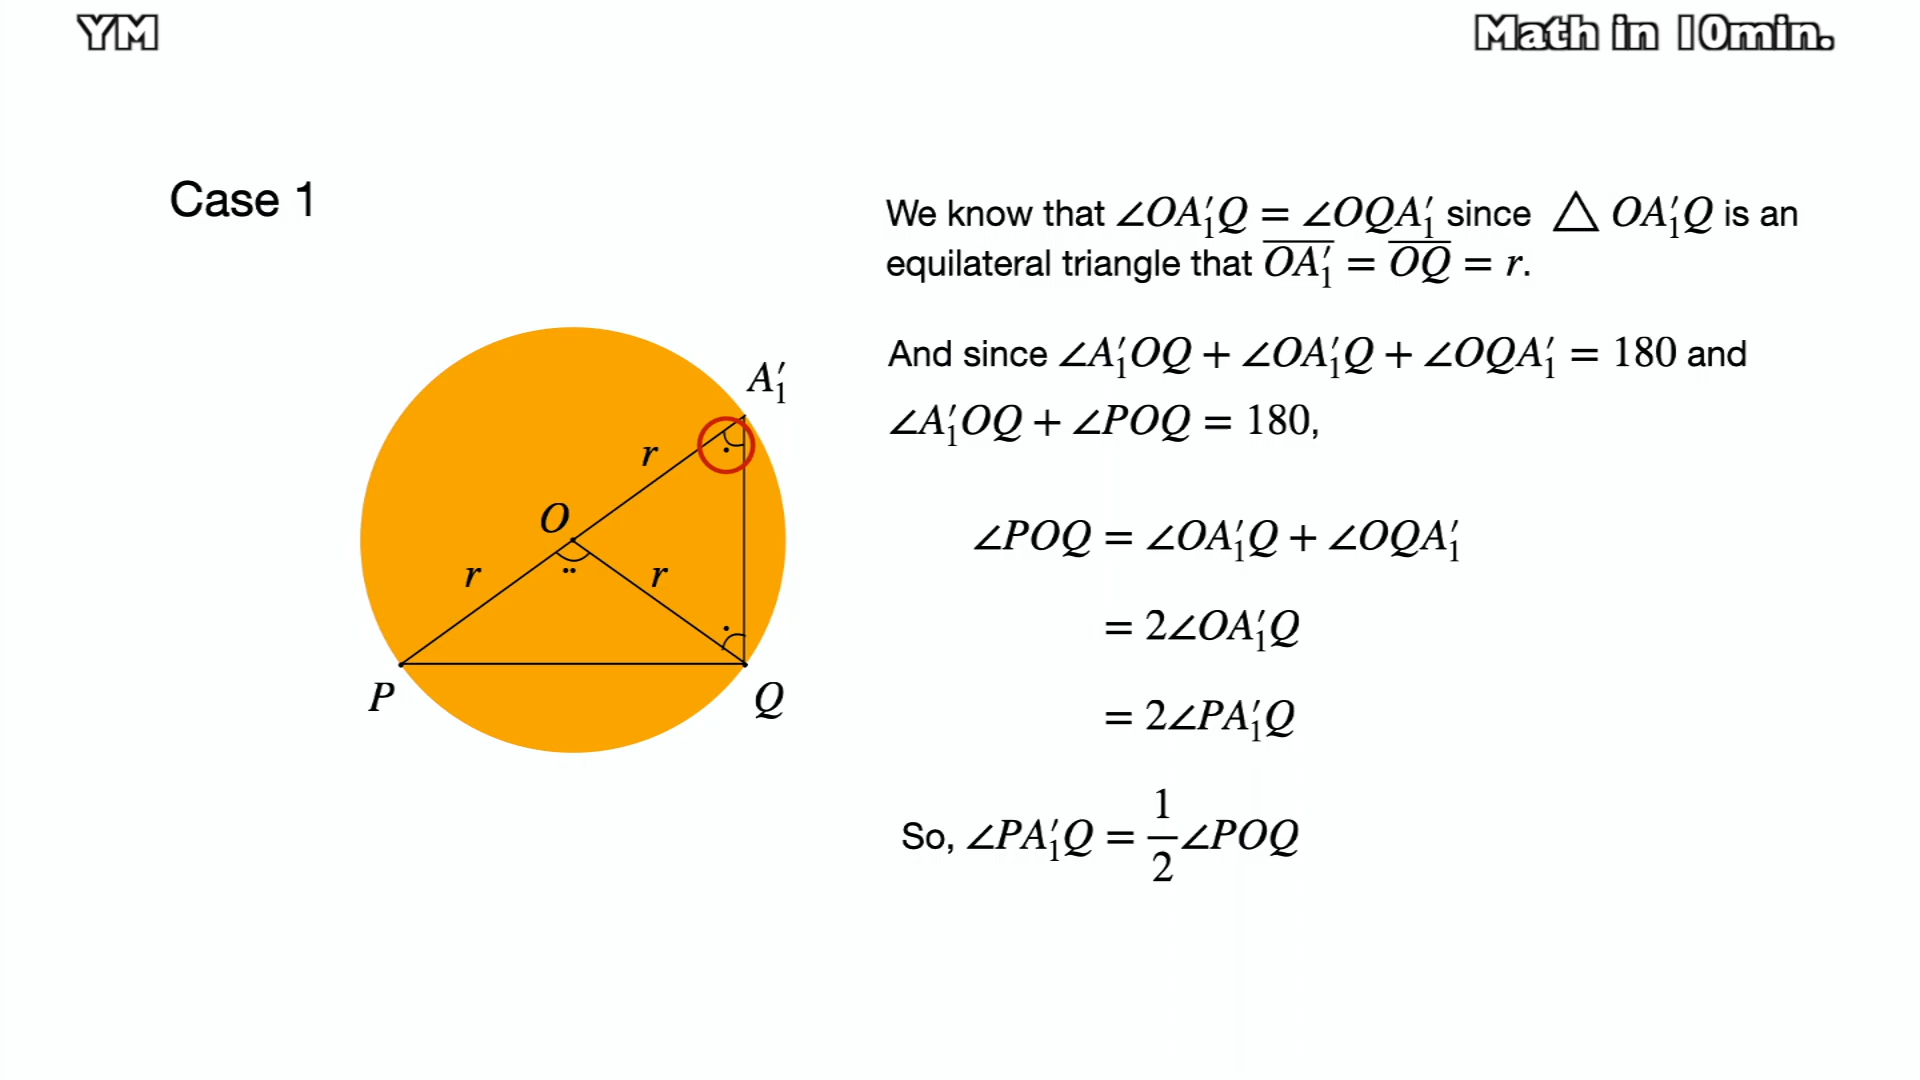 YM
Math in 10min.
Case 1
We know that ∠OA₁′Q = ∠OQA₁′ since △ OA₁′Q is an
equilateral triangle that O̅A̅₁̅′̅ = O̅Q̅ = r.
And since ∠A₁′OQ + ∠OA₁′Q + ∠OQA₁′ = 180 and
∠A₁′OQ + ∠POQ = 180,
A₁′
r
O
r
r
P
Q
∠POQ = ∠OA₁′Q + ∠OQA₁′
= 2∠OA₁′Q
= 2∠PA₁′Q
So, ∠PA₁′Q = 1/2 ∠POQ